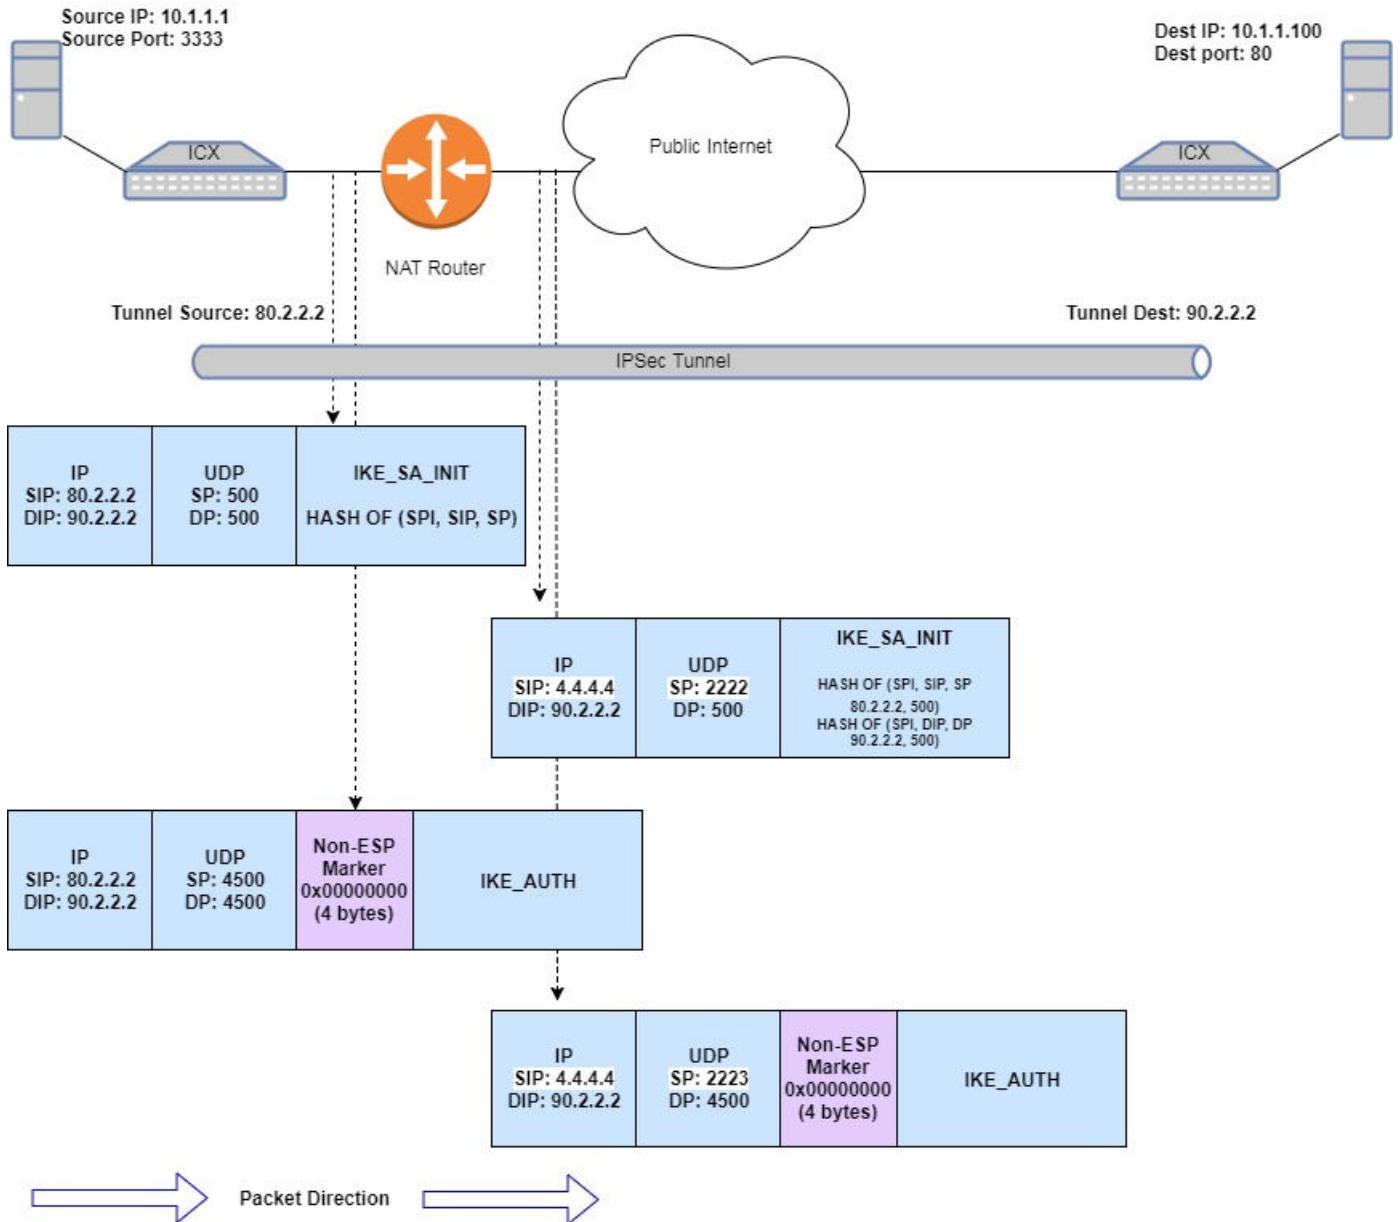 Source IP: 10.1.1.1
Source Port: 3333
Dest IP: 10.1.1.100
Dest port: 80
ICX
Public Internet
ICX
NAT Router
Tunnel Source: 80.2.2.2
Tunnel Dest: 90.2.2.2
IPSec Tunnel
IP
SIP: 80.2.2.2
DIP: 90.2.2.2
UDP
SP: 500
DP: 500
IKE_SA_INIT
HASH OF (SPI, SIP, SP)
IP
SIP: 4.4.4.4
DIP: 90.2.2.2
UDP
SP: 2222
DP: 500
IKE_SA_INIT
HASH OF (SPI, SIP, SP
80.2.2.2, 500)
HASH OF (SPI, DIP, DP
90.2.2.2, 500)
IP
SIP: 80.2.2.2
DIP: 90.2.2.2
UDP
SP: 4500
DP: 4500
Non-ESP
Marker
0x00000000
(4 bytes)
IKE_AUTH
IP
SIP: 4.4.4.4
DIP: 90.2.2.2
UDP
SP: 2223
DP: 4500
Non-ESP
Marker
0x00000000
(4 bytes)
IKE_AUTH
Packet Direction